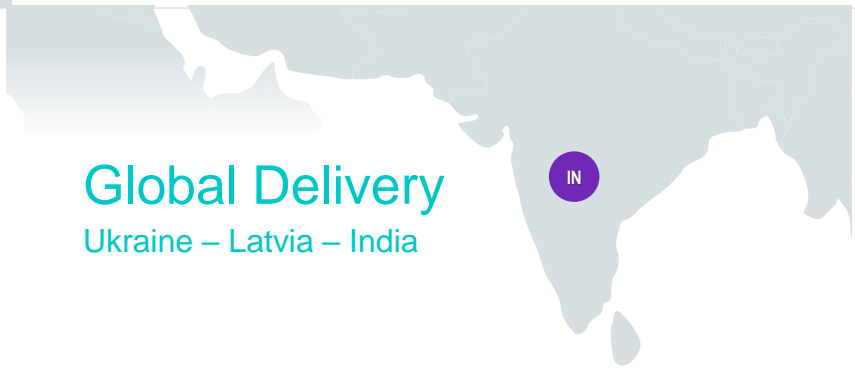 Global Delivery
Ukraine – Latvia – India
IN